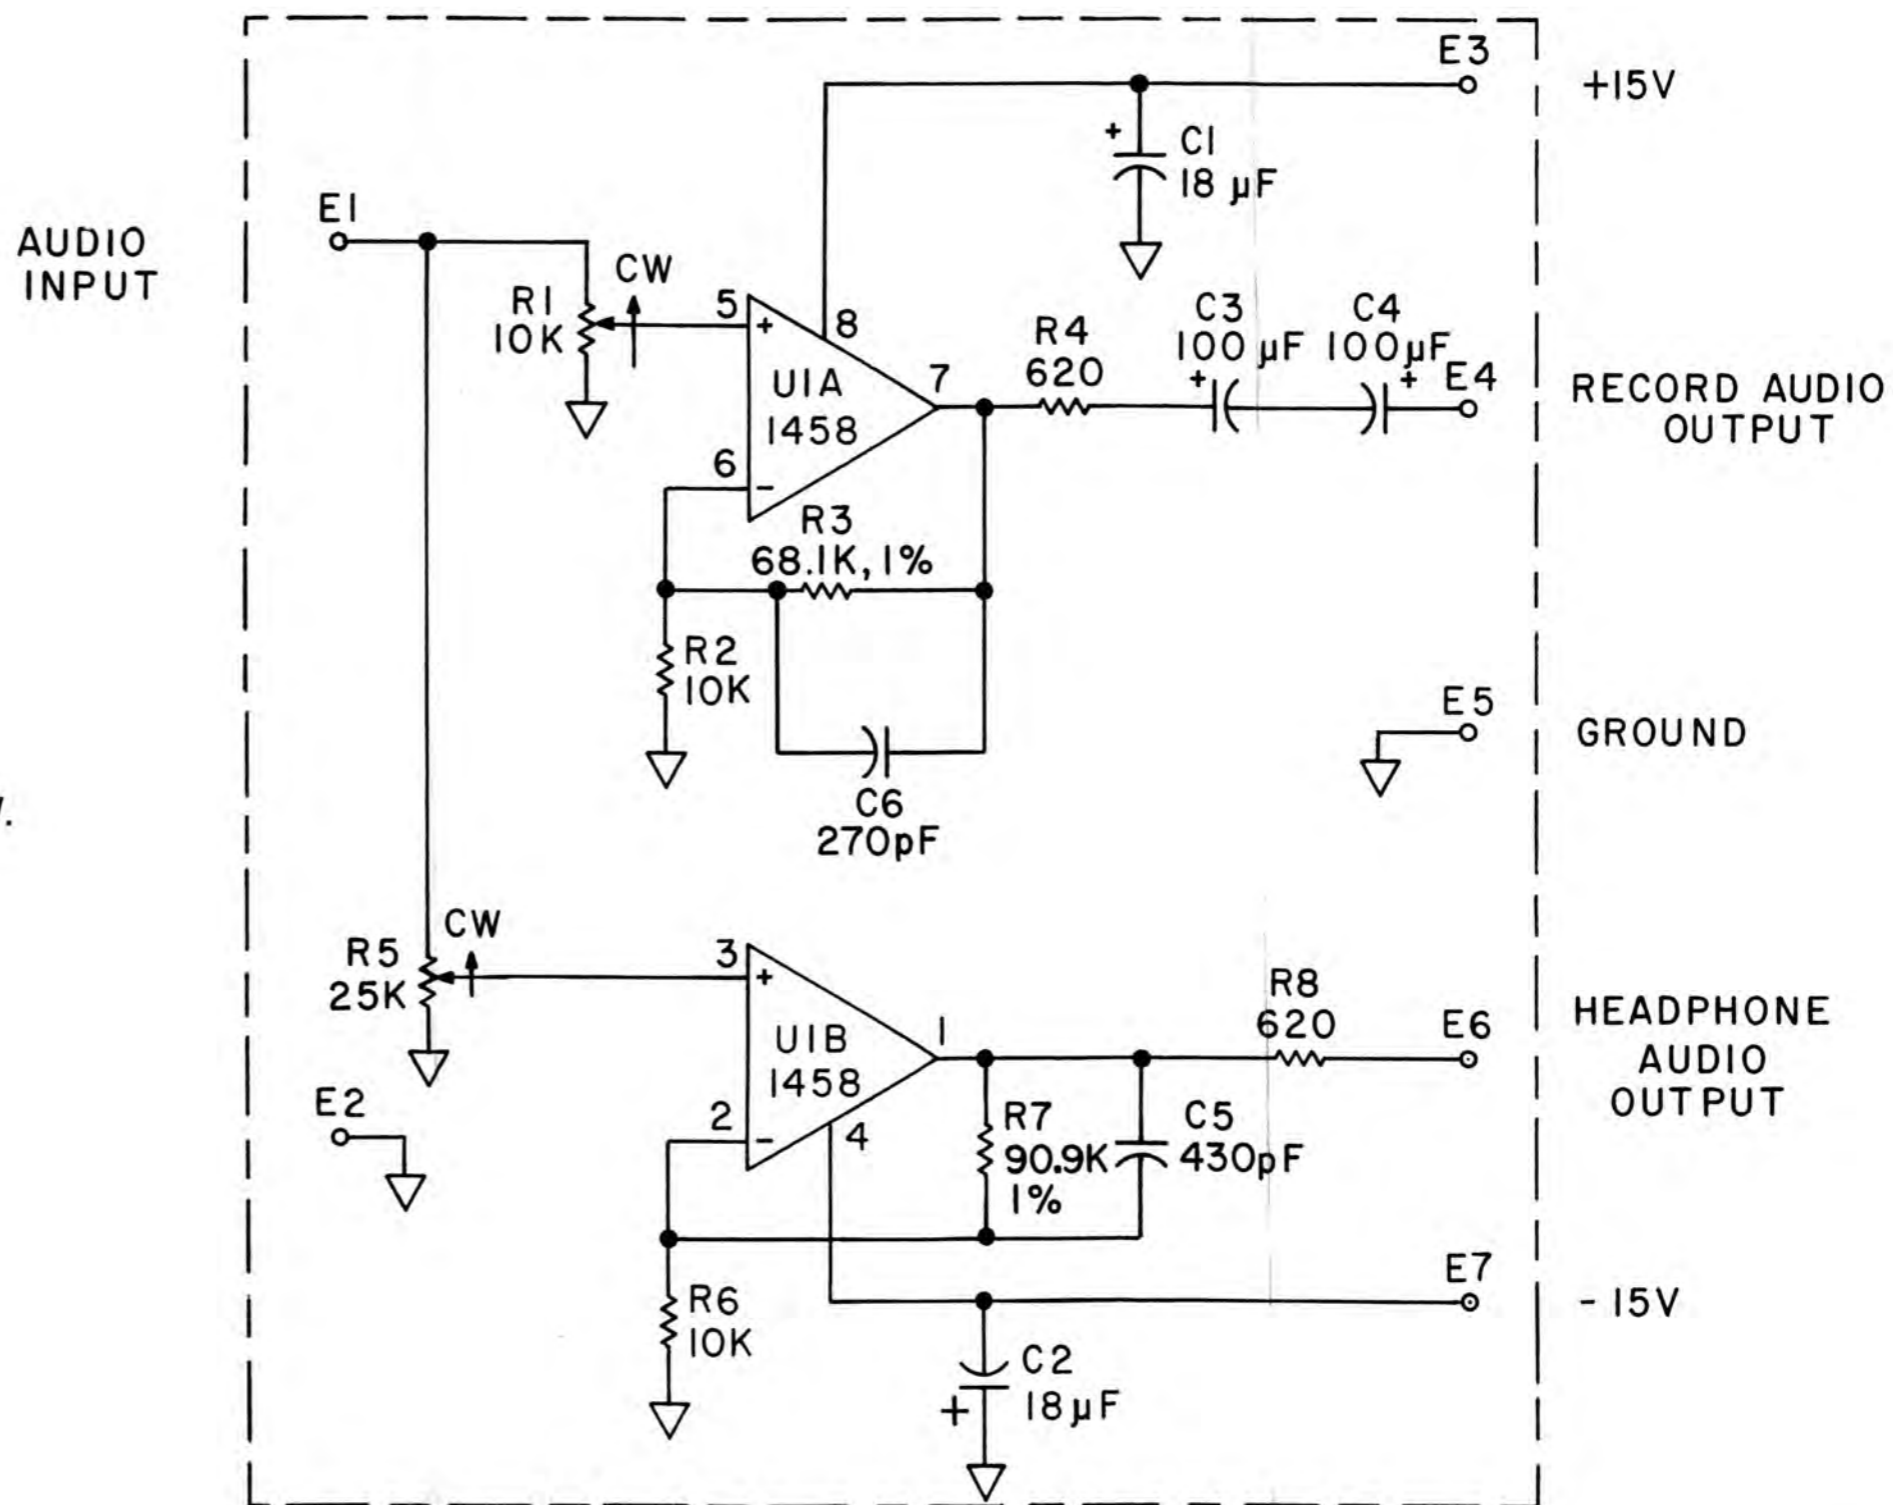 E3
+15V
+ C1
18 µF
E1
AUDIO
INPUT
CW
R1
10K
5
+
8
U1A
1458
7
6
-
R4
620
C3
100 µF
+
C4
100µF
+
E4
RECORD AUDIO
OUTPUT
R3
68.1K, 1%
R2
10K
C6
270pF
E5
GROUND
CW
R5
25K
3
+
U1B
1458
1
2
-
4
R8
620
E6
HEADPHONE
AUDIO
OUTPUT
E2
R7
90.9K
1%
C5
430pF
R6
10K
E7
-15V
C2
18µF
+